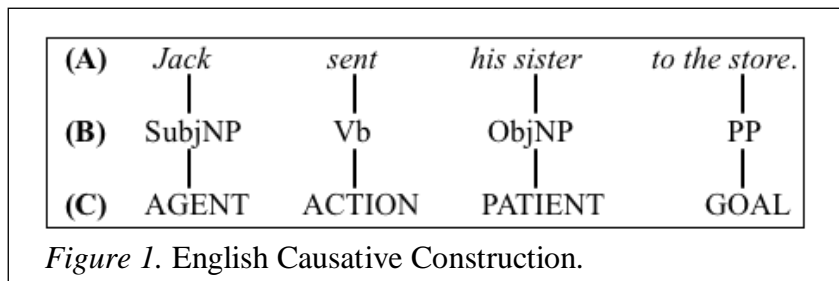 (A) Jack sent his sister to the store.
(B) SubjNP Vb ObjNP PP
(C) AGENT ACTION PATIENT GOAL
Figure 1. English Causative Construction.